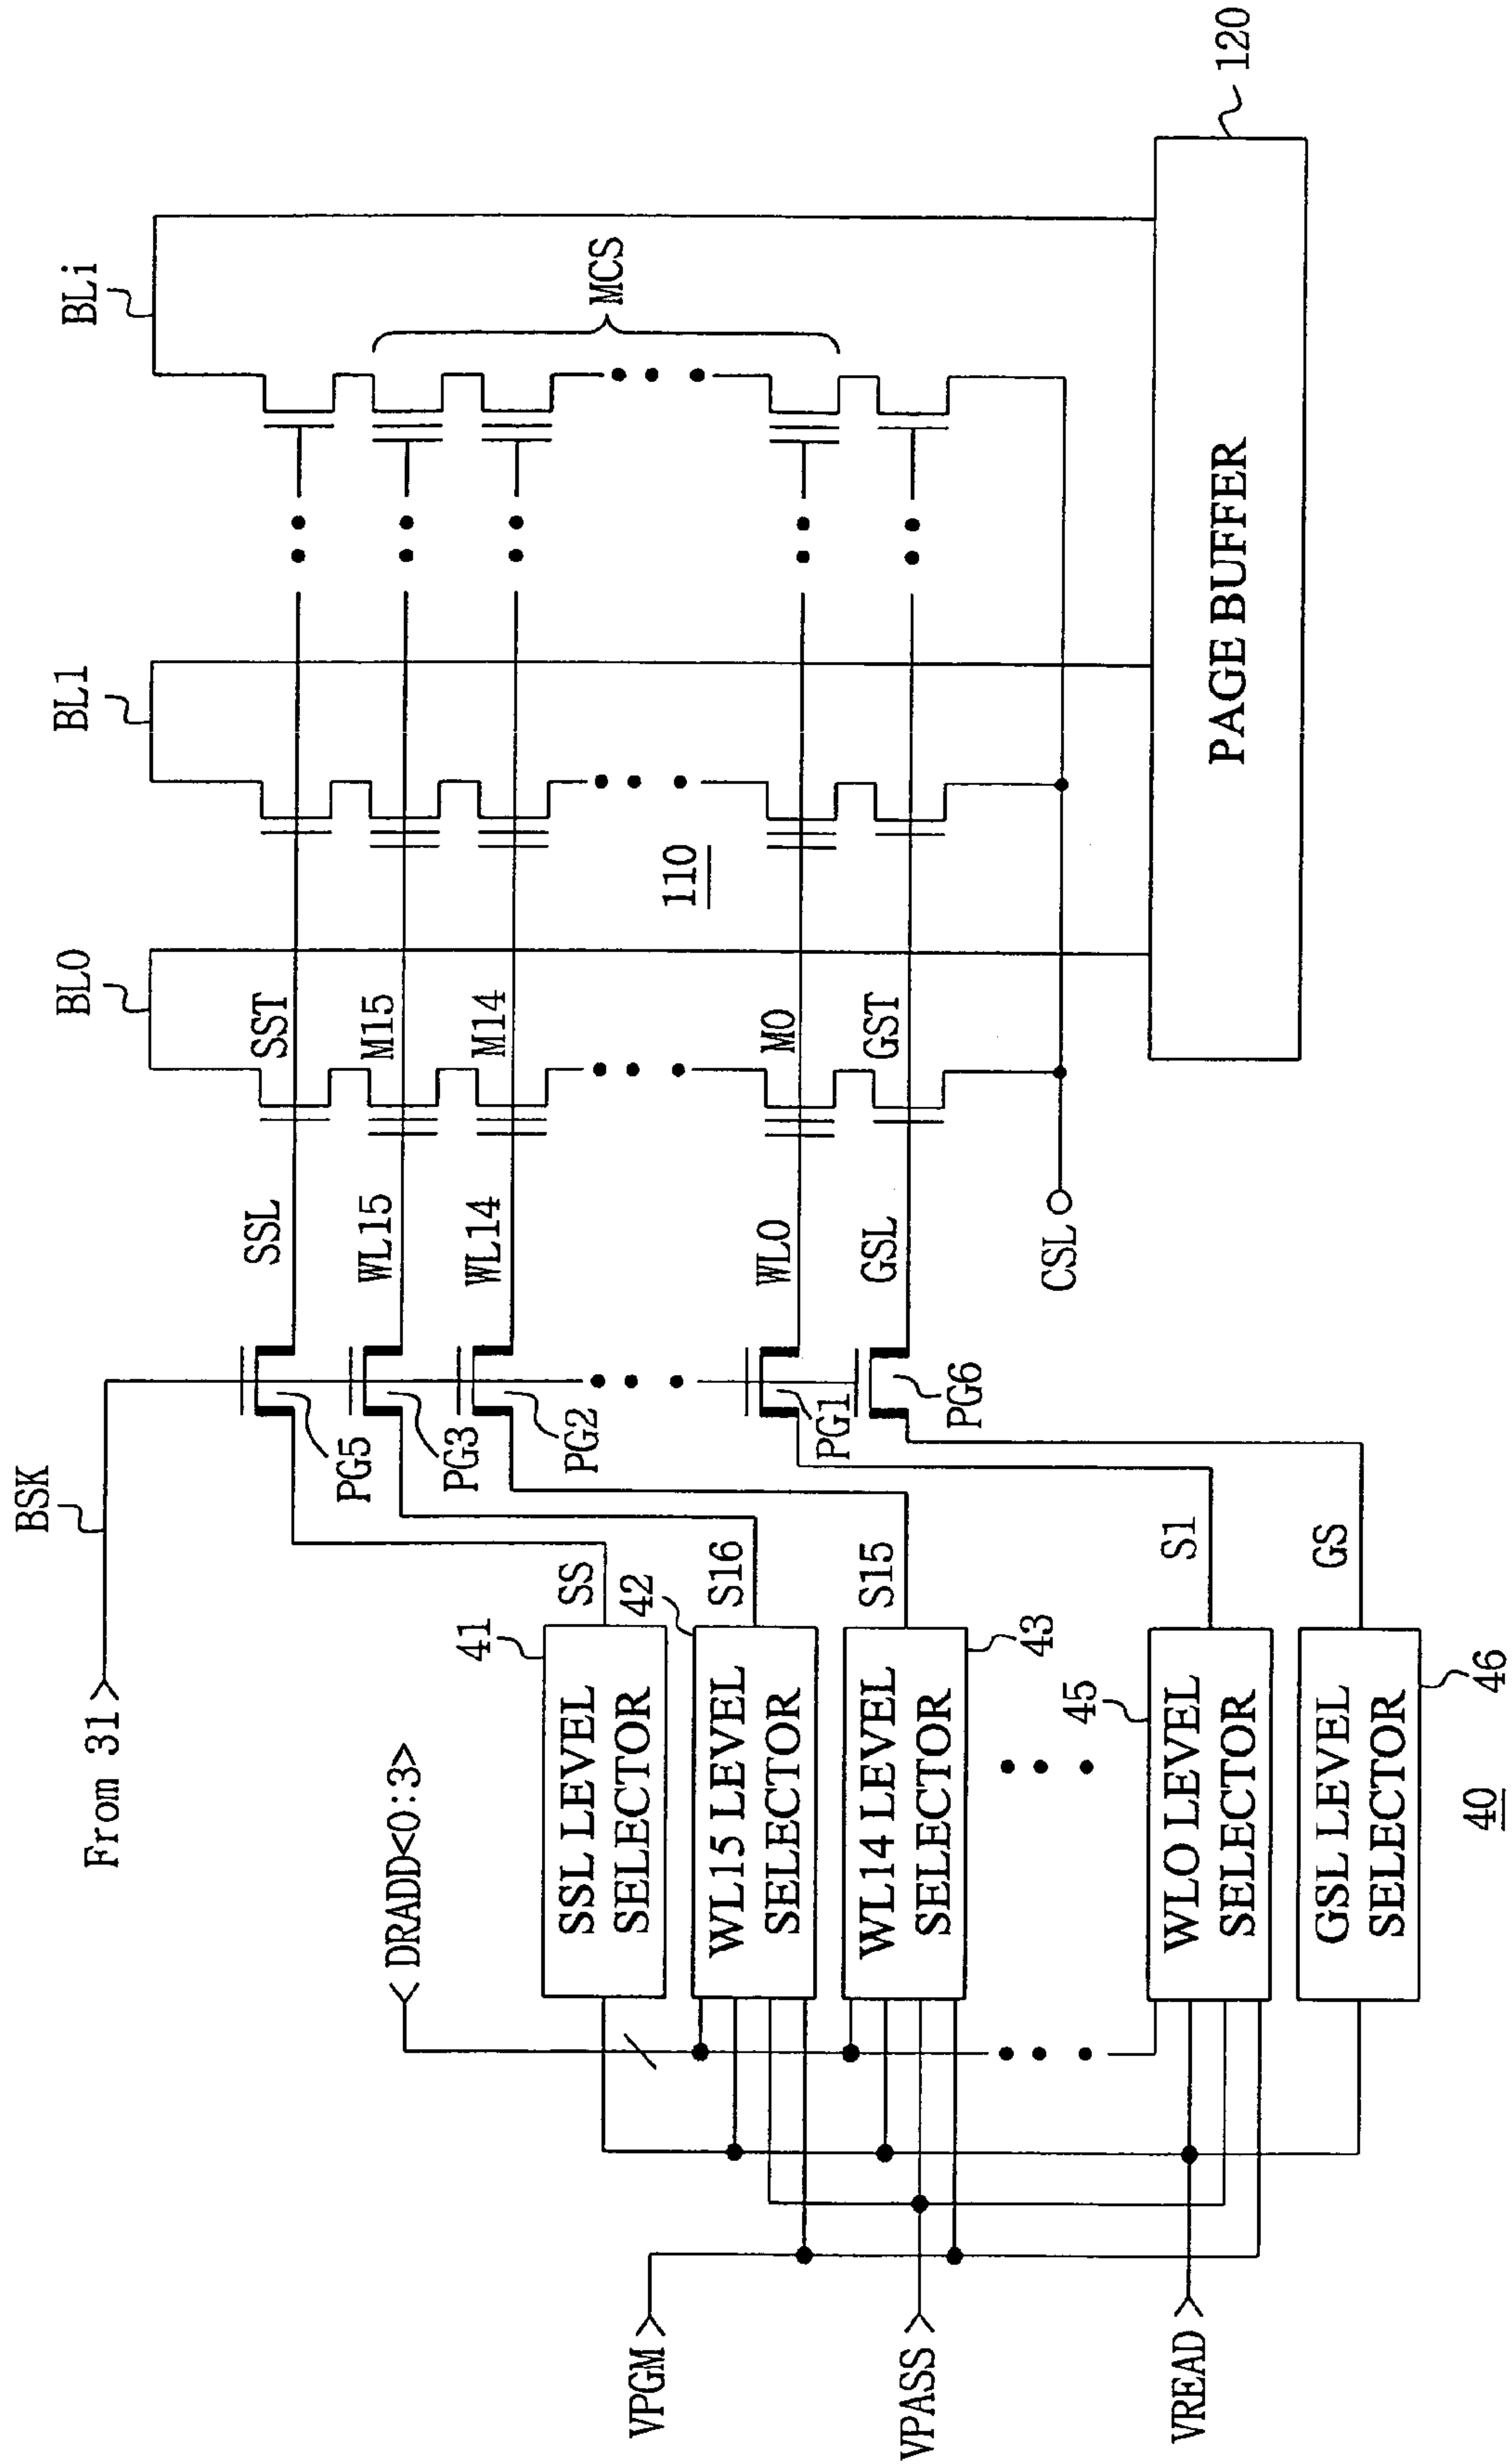 BLi
BL1
BL0
BSK
From 31
MCS
SST
M15
M14
M0
GST
110
SSL
WL15
WL14
WL0
GSL
CSL
PG5
PG3
PG2
PG1
PG6
SS
S16
S15
S1
GS
DRADD<0:3>
41
SSL LEVEL
SELECTOR
42
WL15 LEVEL
SELECTOR
43
WL14 LEVEL
SELECTOR
45
WL0 LEVEL
SELECTOR
46
GSL LEVEL
SELECTOR
40
VPGM
VPASS
VREAD
PAGE BUFFER
120